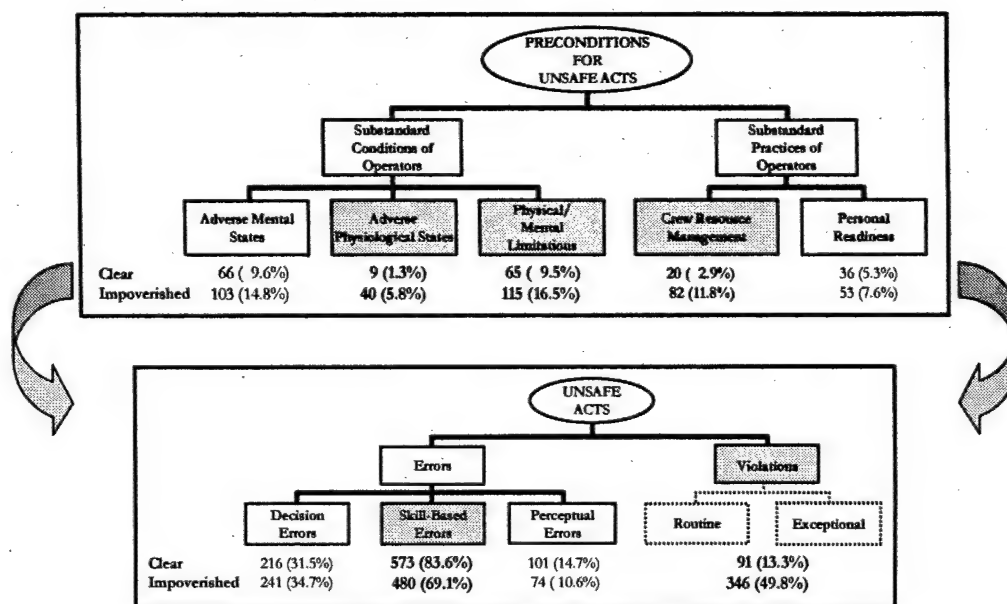 PRECONDITIONS
FOR
UNSAFE ACTS
Substandard
Conditions of
Operators
Substandard
Practices of
Operators
Adverse Mental
States
Adverse
Physiological States
Physical/
Mental
Limitations
Crew Resource
Management
Personal
Readiness
Clear 66 ( 9.6%) 9 (1.3%) 65 ( 9.5%) 20 ( 2.9%) 36 (5.3%)
Impoverished 103 (14.8%) 40 (5.8%) 115 (16.5%) 82 (11.8%) 53 (7.6%)
UNSAFE
ACTS
Errors
Violations
Decision
Errors
Skill-Based
Errors
Perceptual
Errors
Routine
Exceptional
Clear 216 (31.5%) 573 (83.6%) 101 (14.7%) 91 (13.3%)
Impoverished 241 (34.7%) 480 (69.1%) 74 ( 10.6%) 346 (49.8%)